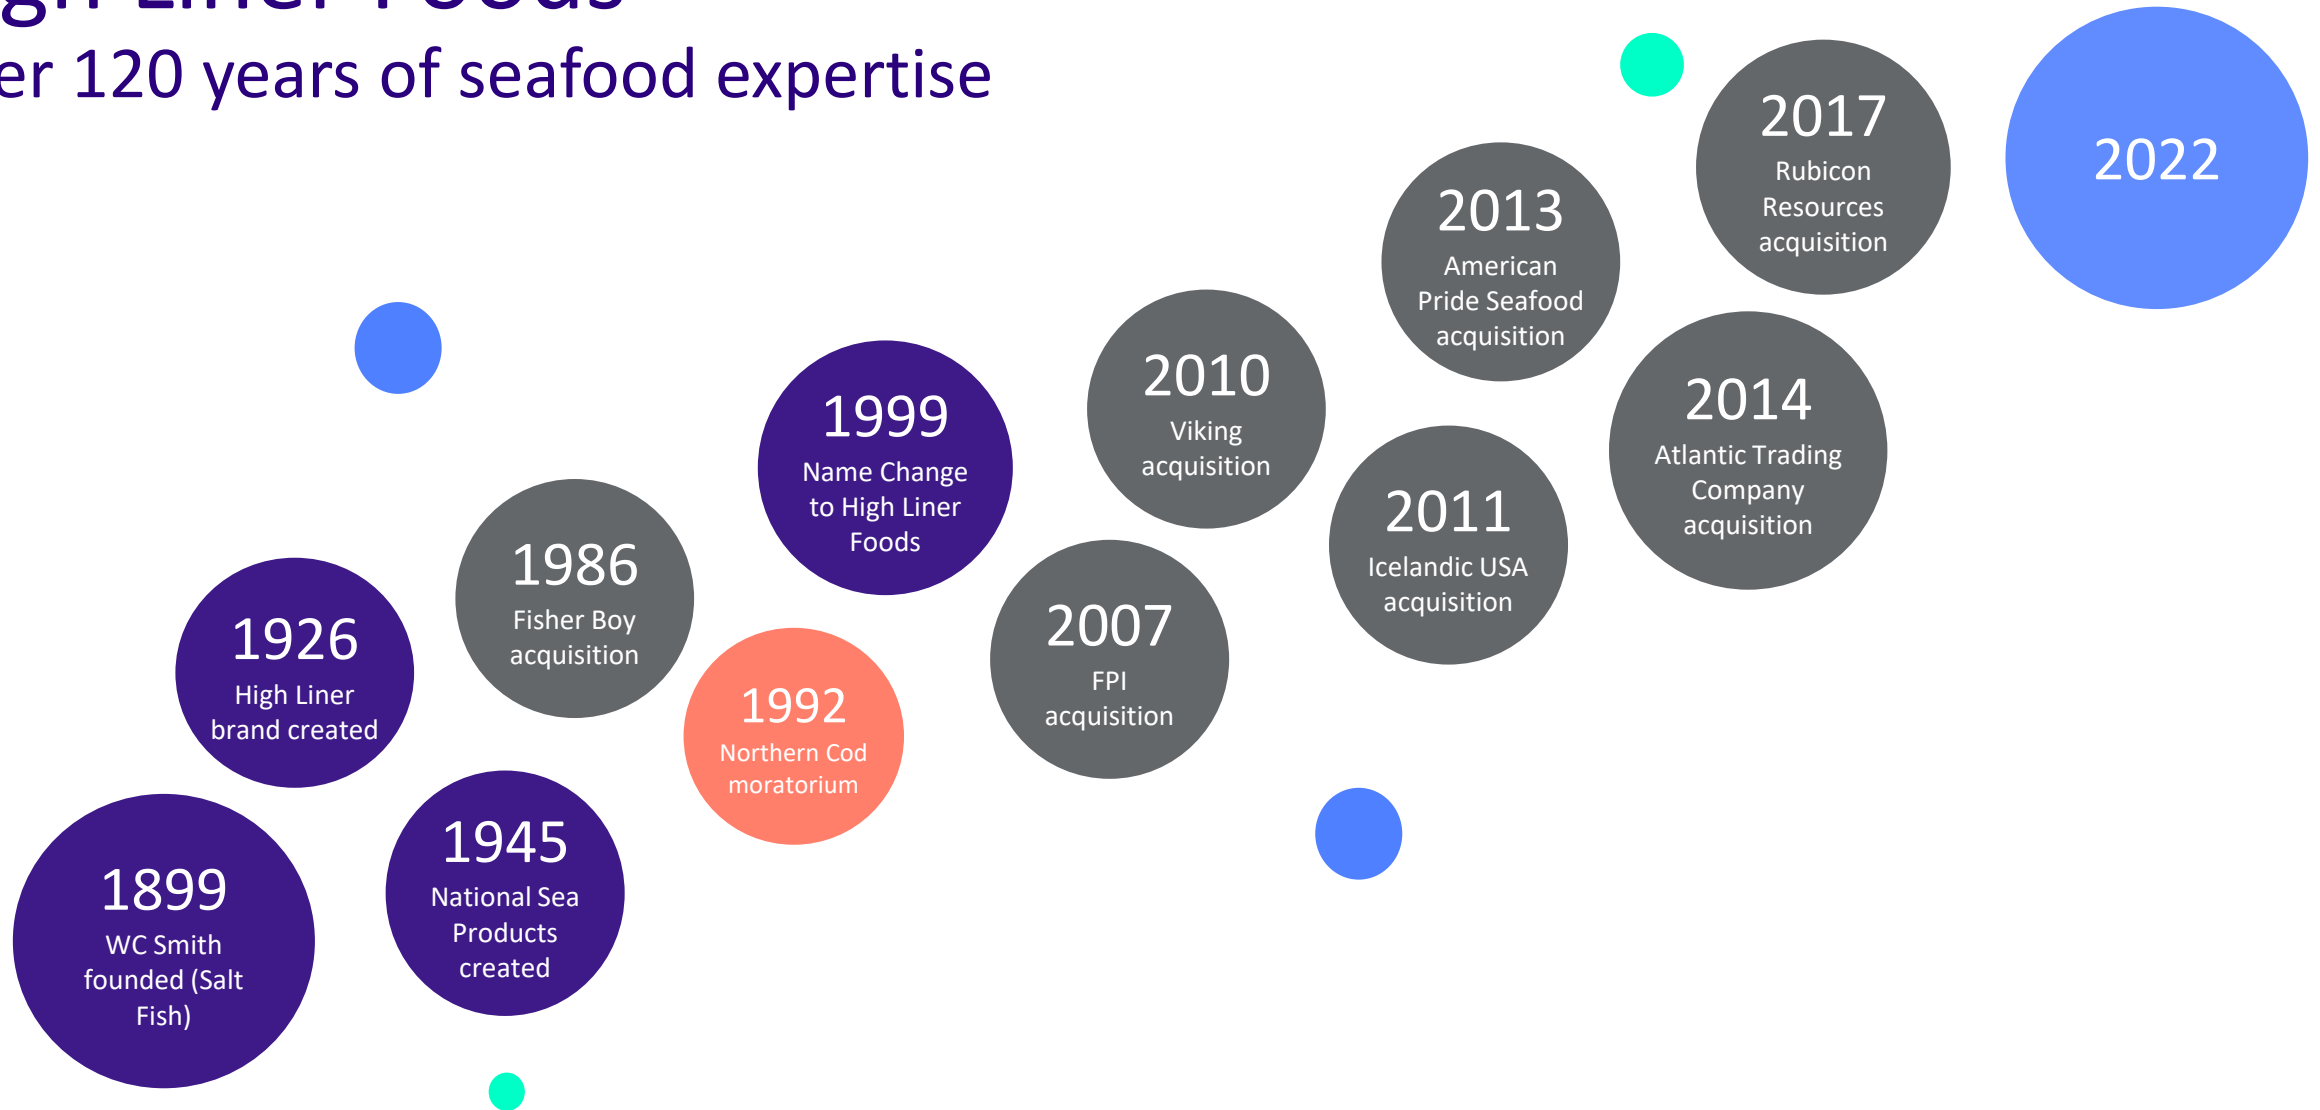 er 120 years of seafood expertise
1899
WC Smith
founded (Salt
Fish)
1926
High Liner
brand created
1945
National Sea
Products
created
1986
Fisher Boy
acquisition
1992
Northern Cod
moratorium
1999
Name Change
to High Liner
Foods
2007
FPI
acquisition
2010
Viking
acquisition
2011
Icelandic USA
acquisition
2013
American
Pride Seafood
acquisition
2014
Atlantic Trading
Company
acquisition
2017
Rubicon
Resources
acquisition
2022